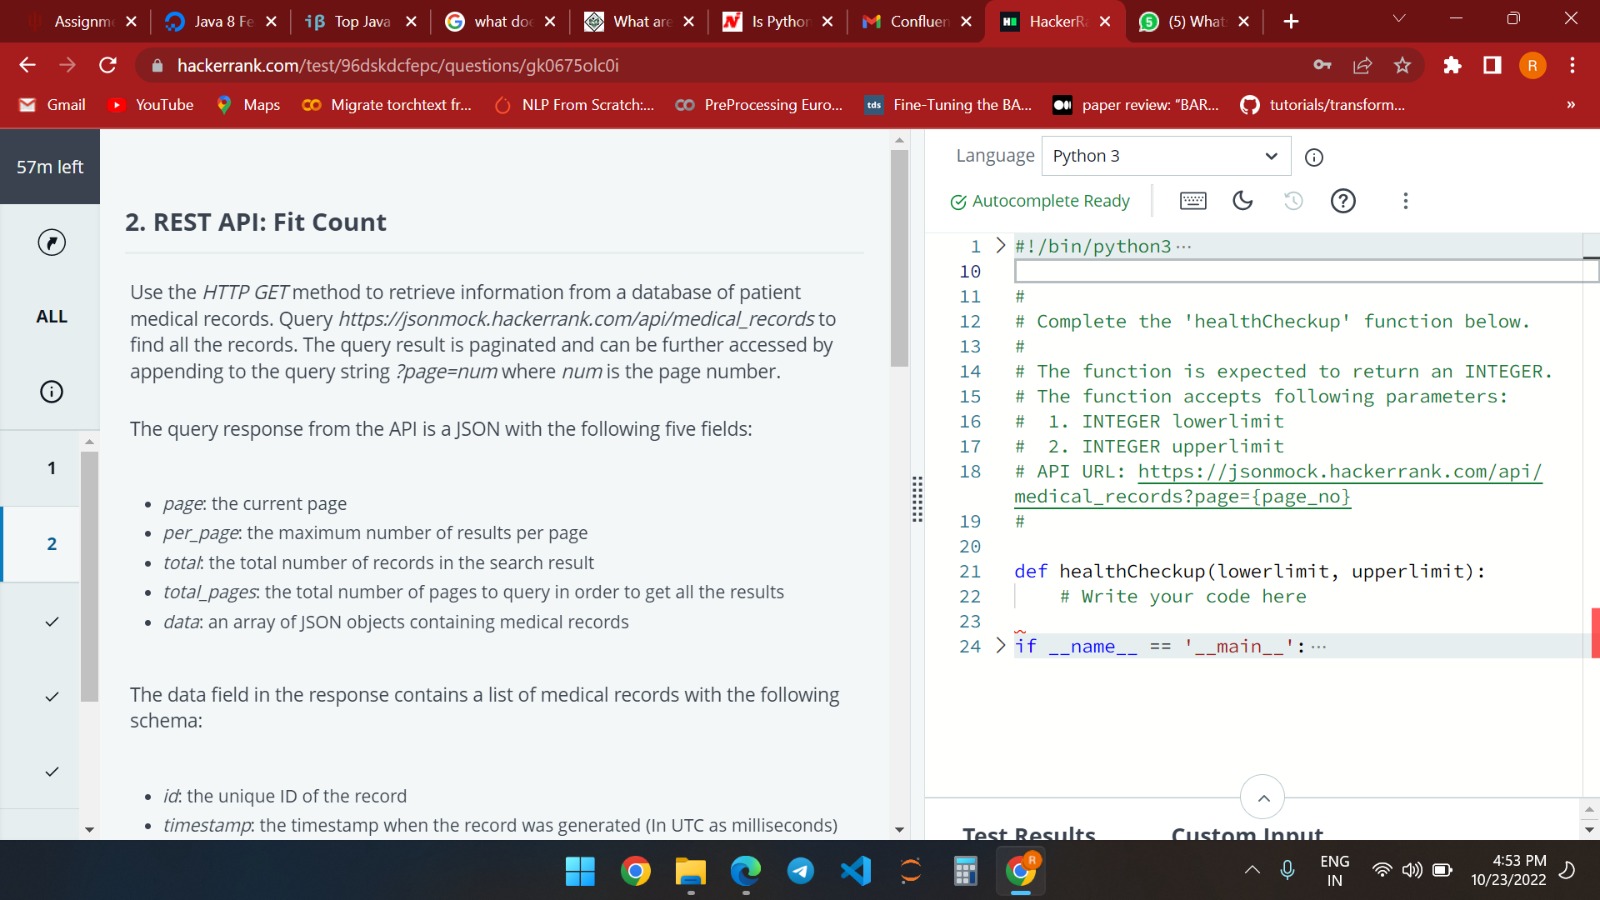 Assignme
Java 8 Fe
Top Java
what doe
What are
Is Python
Confluen
HackerRa
(5) Whats
hackerrank.com/test/96dskdcfepc/questions/gk0675olc0i
R
Gmail
YouTube
Maps
Migrate torchtext fr...
NLP From Scratch:...
PreProcessing Euro...
tds
Fine-Tuning the BA...
paper review: "BAR...
tutorials/transform...
»
57m left
ALL
1
2
2. REST API: Fit Count
Use the HTTP GET method to retrieve information from a database of patient
medical records. Query https://jsonmock.hackerrank.com/api/medical_records to
find all the records. The query result is paginated and can be further accessed by
appending to the query string ?page=num where num is the page number.
The query response from the API is a JSON with the following five fields:
• page: the current page
• per_page: the maximum number of results per page
• total: the total number of records in the search result
• total_pages: the total number of pages to query in order to get all the results
• data: an array of JSON objects containing medical records
The data field in the response contains a list of medical records with the following
schema:
• id: the unique ID of the record
• timestamp: the timestamp when the record was generated (In UTC as milliseconds)
Language Python 3
Autocomplete Ready
1 #!/bin/python3 ···
10
11 #
12 # Complete the 'healthCheckup' function below.
13 #
14 # The function is expected to return an INTEGER.
15 # The function accepts following parameters:
16 #  1. INTEGER lowerlimit
17 #  2. INTEGER upperlimit
18 # API URL: https://jsonmock.hackerrank.com/api/
medical_records?page={page_no}
19 #
20
21 def healthCheckup(lowerlimit, upperlimit):
22     # Write your code here
23
24 if __name__ == '__main__': ···
Test Results Custom Input
ENG
IN
4:53 PM
10/23/2022